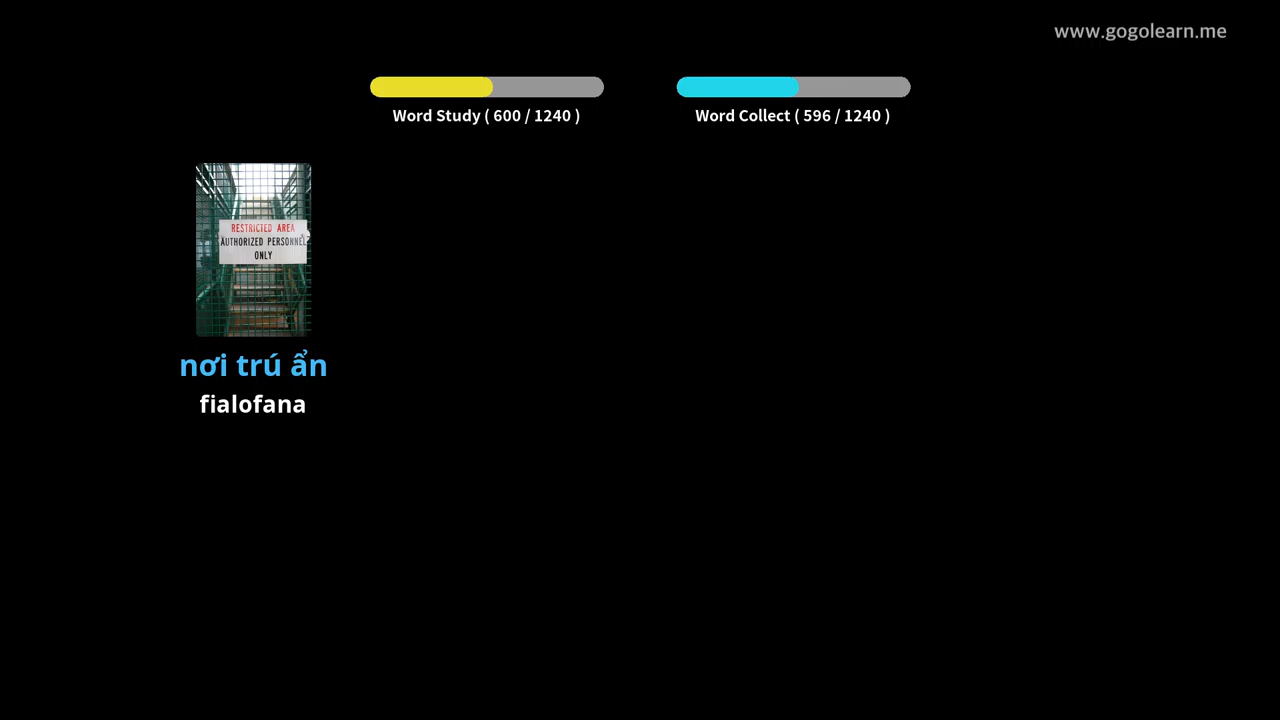 www.gogolearn.me
Word Study ( 600 / 1240 )
Word Collect ( 596 / 1240 )
RESTRICTED AREA
AUTHORIZED PERSONNEL
ONLY
nơi trú ẩn
fialofana